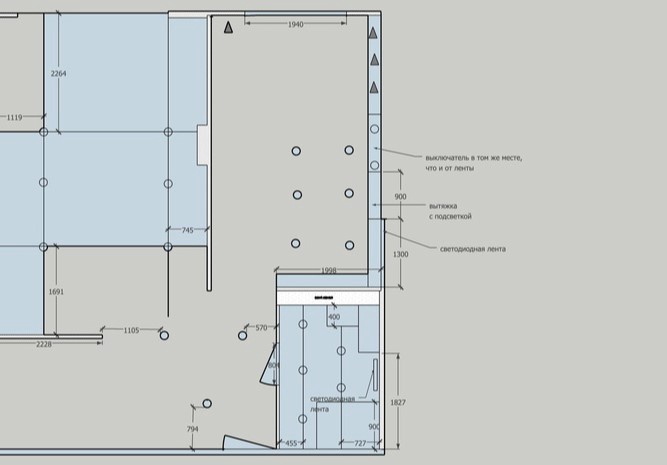 1940
2264
1119
выключатель в том же месте,
что и от ленты
900
вытяжка
с подсветкой
745
светодиодная лента
1300
1998
1691
400
1105
570
2228
светодиодная
лента
1827
794
900
455
727